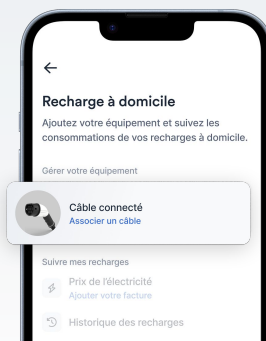 Recharge à domicile
Ajoutez votre équipement et suivez les
consommations de vos recharges à domicile.
Gérer votre équipement
Câble connecté
Associer un câble
Suivre mes recharges
Prix de l'électricité
Ajouter votre facture
Historique des recharges